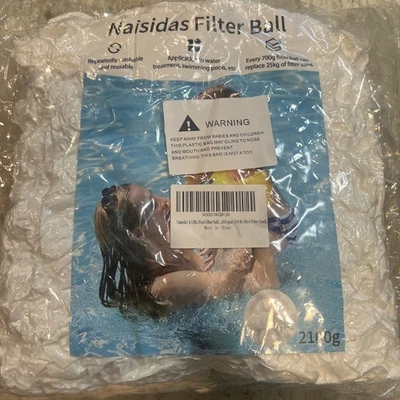 Naisidas Filter Ball
Repeatedly washable
and reusable.
Application to water
treatment, swimming pools, etc.
Every 700g filter ball can
replace 25kg of filter sand.
WARNING
KEEP AWAY FROM BABIES AND CHILDREN
THIS PLASTIC BAG MAY CLING TO NOSE
AND MOUTH AND PREVENT
BREATHING.THIS BAG IS NOT A TOY.
2100g